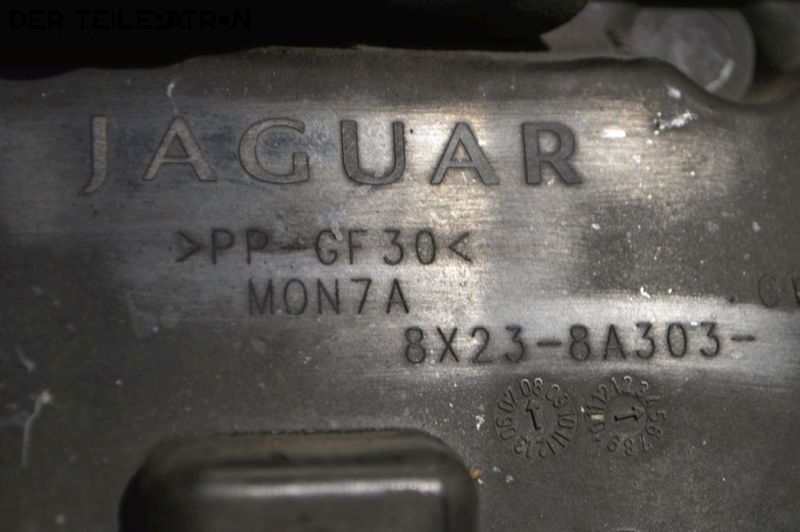 DER TEILEPATRON
JAGUAR
>PP-GF30<
MON7A
8X23-8A303-